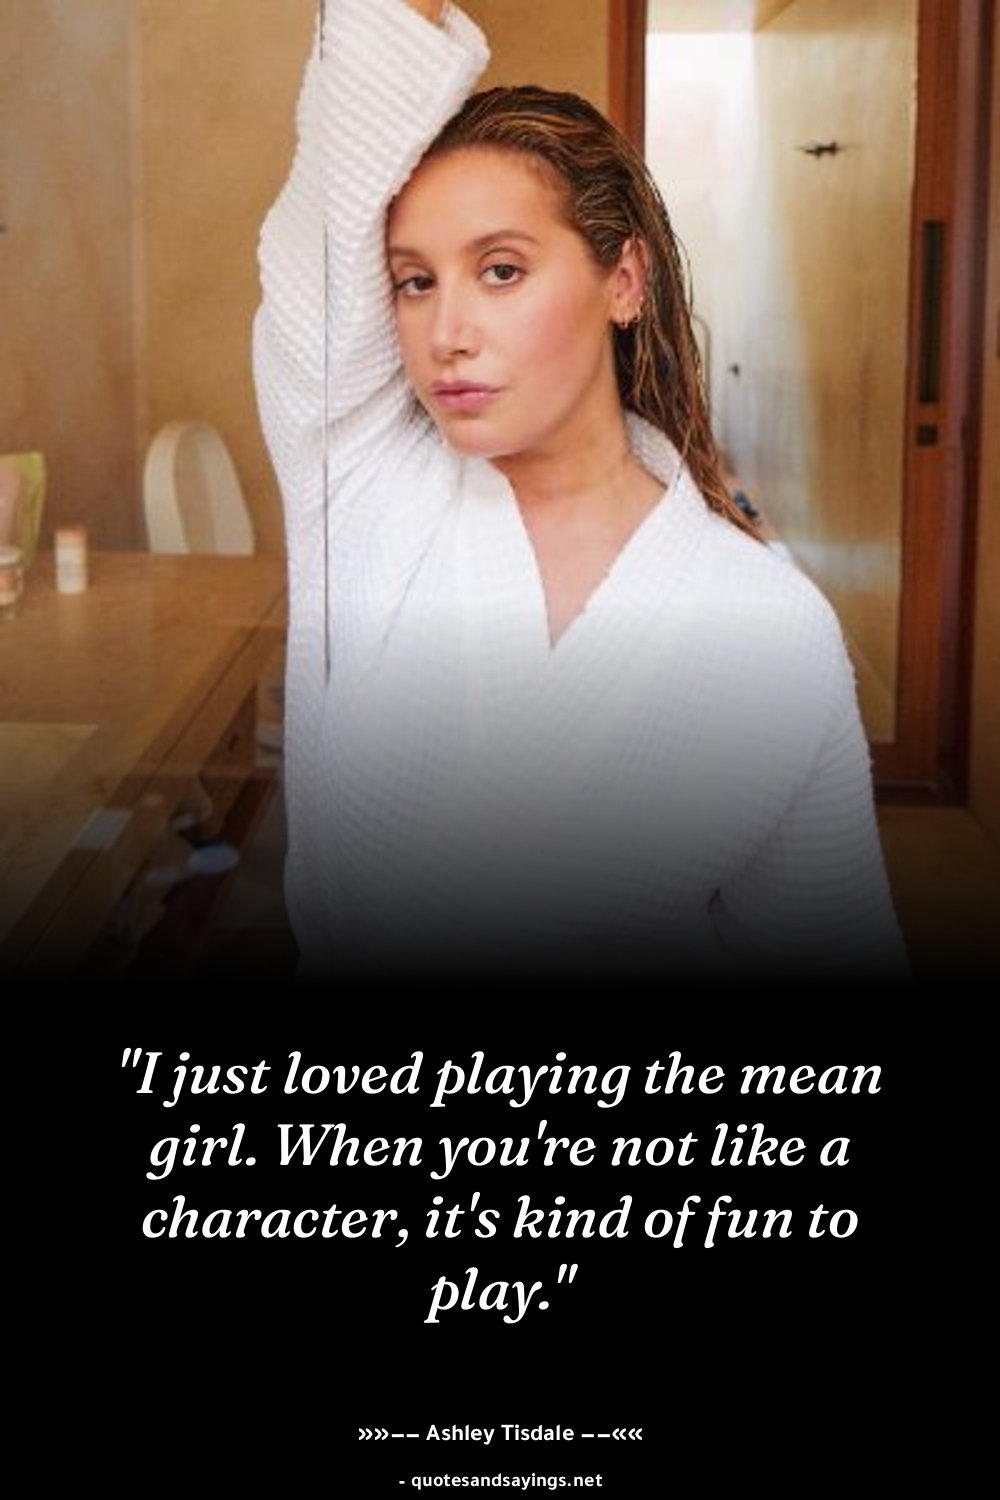 "I just loved playing the mean
girl. When you're not like a
character, it's kind of fun to
play."
»»—— Ashley Tisdale ——««
- quotesandsayings.net